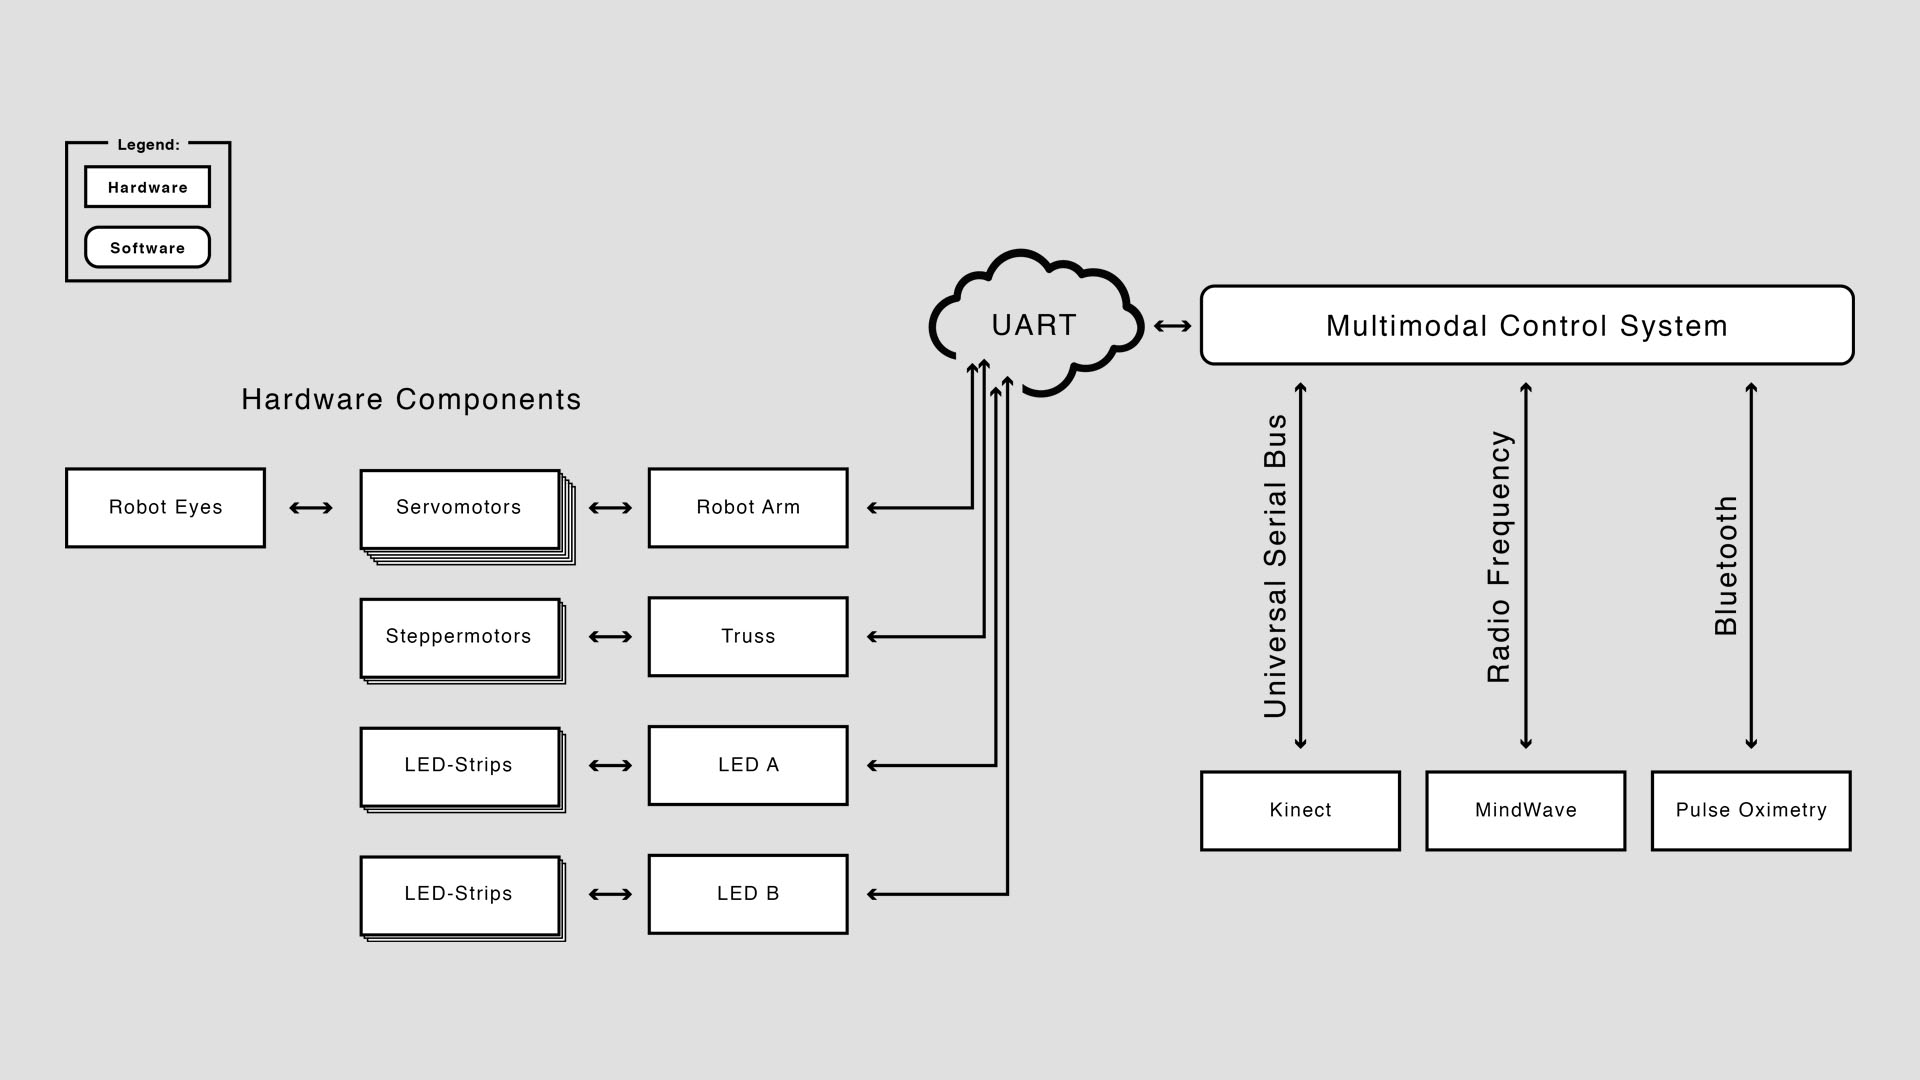 Legend:
Hardware
Software
UART
Multimodal Control System
Hardware Components
Robot Eyes
Servomotors
Robot Arm
Steppermotors
Truss
LED-Strips
LED A
LED-Strips
LED B
Universal Serial Bus
Radio Frequency
Bluetooth
Kinect
MindWave
Pulse Oximetry